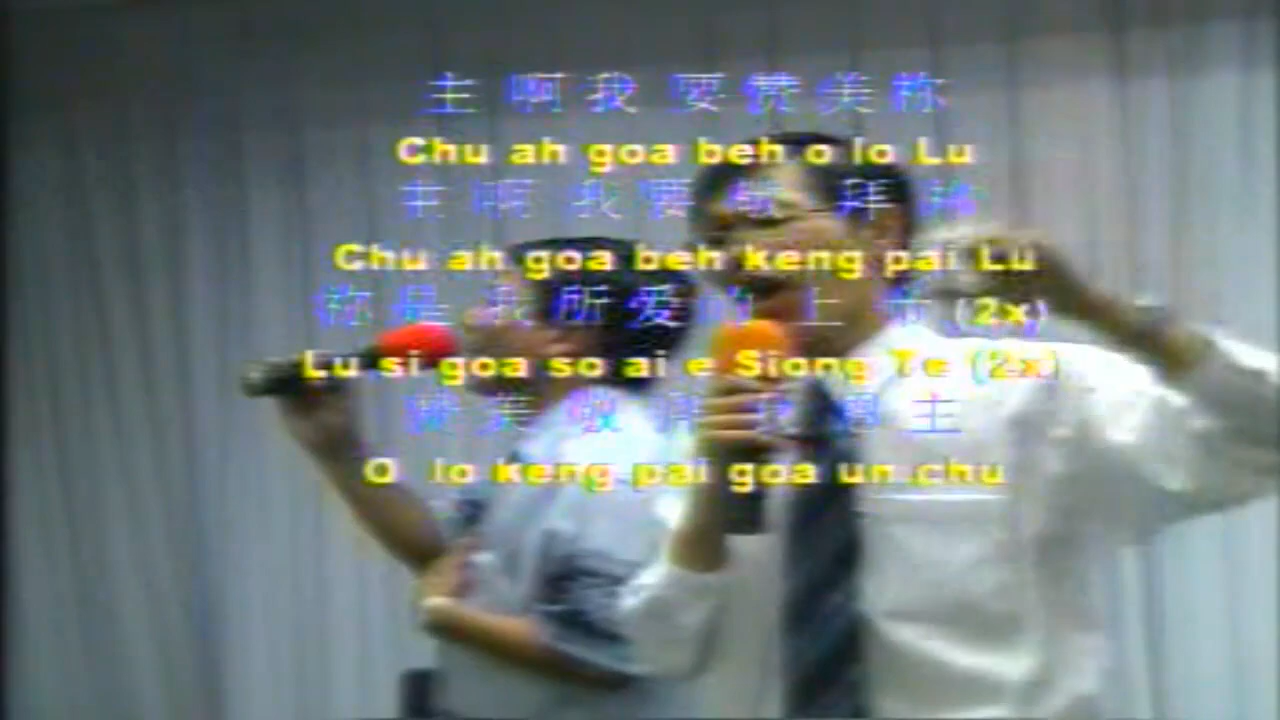 主啊我要赞美祢
Chu ah goa beh o lo Lu
主啊我要敬拜祢
Chu ah goa beh keng pai Lu
祢是我所爱的上帝 (2x)
Lu si goa so ai e Siong Te (2x)
赞美敬拜我恩主
O lo keng pai goa un chu